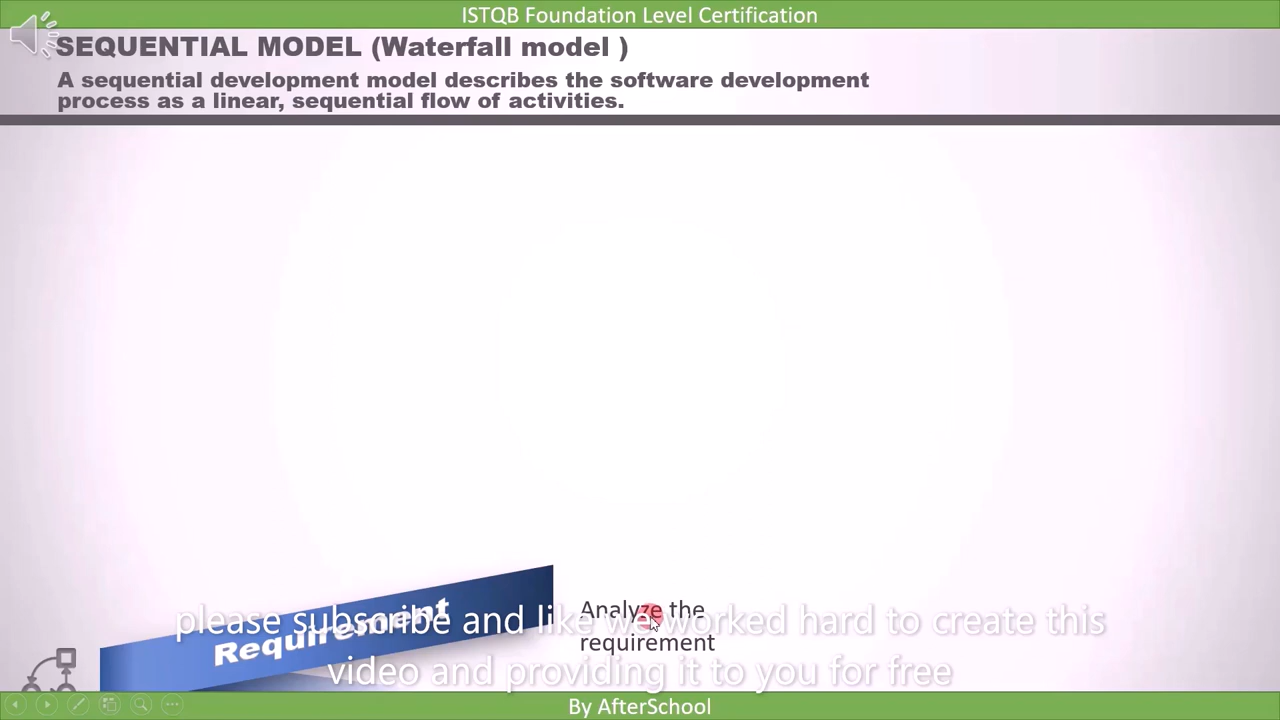 ISTQB Foundation Level Certification
SEQUENTIAL MODEL (Waterfall model )
A sequential development model describes the software development
process as a linear, sequential flow of activities.
Requirement
Analyze the
requirement
please subscribe and like we worked hard to create this
video and providing it to you for free
By AfterSchool